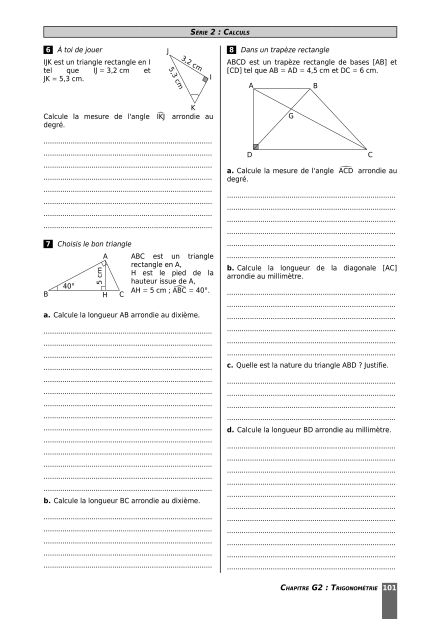 SÉRIE 2 : CALCULS
6 À toi de jouer
IJK est un triangle rectangle en I
tel que IJ = 3,2 cm et
JK = 5,3 cm.
J
3,2 cm
I
5,3 cm
K
Calcule la mesure de l'angle IKJ arrondie au
degré.
7 Choisis le bon triangle
A
5 cm
40°
B
H
C
ABC est un triangle
rectangle en A,
H est le pied de la
hauteur issue de A,
AH = 5 cm ; ABC = 40°.
a. Calcule la longueur AB arrondie au dixième.
b. Calcule la longueur BC arrondie au dixième.
8 Dans un trapèze rectangle
ABCD est un trapèze rectangle de bases [AB] et
[CD] tel que AB = AD = 4,5 cm et DC = 6 cm.
A
B
G
D
C
a. Calcule la mesure de l'angle ACD arrondie au
degré.
b. Calcule la longueur de la diagonale [AC]
arrondie au millimètre.
c. Quelle est la nature du triangle ABD ? Justifie.
d. Calcule la longueur BD arrondie au millimètre.
CHAPITRE G2 : TRIGONOMÉTRIE 101